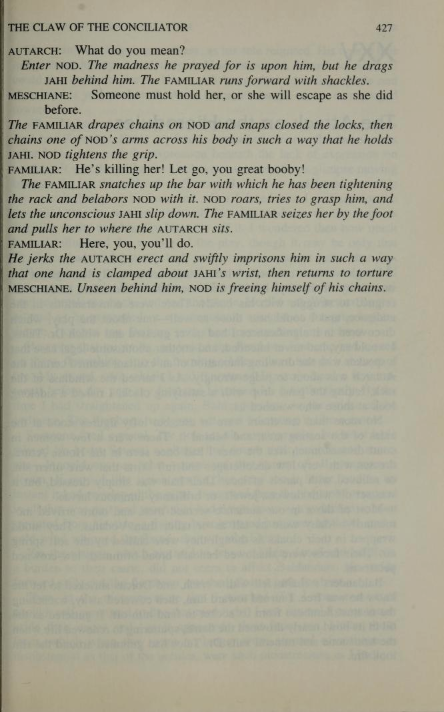 THE CLAW OF THE CONCILIATOR 427
AUTARCH: What do you mean?
Enter NOD. The madness he prayed for is upon him, but he drags
JAHI behind him. The FAMILIAR runs forward with shackles.
MESCHIANE: Someone must hold her, or she will escape as she did
before.
The FAMILIAR drapes chains on NOD and snaps closed the locks, then
chains one of NOD's arms across his body in such a way that he holds
JAHI. NOD tightens the grip.
FAMILIAR: He's killing her! Let go, you great booby!
The FAMILIAR snatches up the bar with which he has been tightening
the rack and belabors NOD with it. NOD roars, tries to grasp him, and
lets the unconscious JAHI slip down. The FAMILIAR seizes her by the foot
and pulls her to where the AUTARCH sits.
FAMILIAR: Here, you, you'll do.
He jerks the AUTARCH erect and swiftly imprisons him in such a way
that one hand is clamped about JAHI's wrist, then returns to torture
MESCHIANE. Unseen behind him, NOD is freeing himself of his chains.